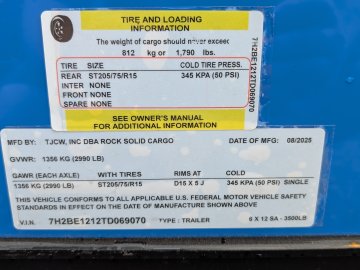 TIRE AND LOADING
INFORMATION
The weight of cargo should never exceed
812 kg or 1,790 lbs.
TIRE SIZE COLD TIRE PRESS.
REAR ST205/75/R15 345 KPA (50 PSI)
INTER NONE
FRONT NONE
SPARE NONE
SEE OWNER'S MANUAL
FOR ADDITIONAL INFORMATION
7H2BE1212TD069070
MFD BY: TJCW, INC DBA ROCK SOLID CARGO DATE OF MFG: 08/2025
GVWR: 1356 KG (2990 LB)
GAWR (EACH AXLE) WITH TIRES RIMS AT COLD
1356 KG (2990 LB) ST205/75/R15 D15 X 5 J 345 KPA (50 PSI) SINGLE
THIS VEHICLE CONFORMS TO ALL APPLICABLE U.S. FEDERAL MOTOR VEHICLE SAFETY
STANDARDS IN EFFECT ON THE DATE OF MANUFACTURE SHOWN ABOVE
V.I.N. 7H2BE1212TD069070 TYPE : TRAILER 6 X 12 SA - 3500LB